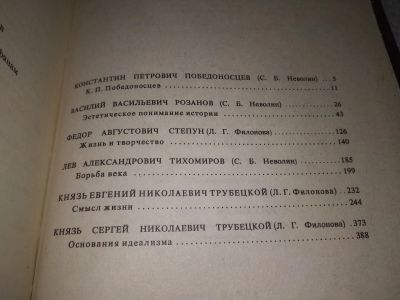 в
фанам
КОНСТАНТИН ПЕТРОВИЧ ПОБЕДОНОСЦЕВ (С. Б. Неволин) . 5
К. П. Победоносцев . . . . . . . . . . . . . . . . . . . . . 11
ВАСИЛИЙ ВАСИЛЬЕВИЧ РОЗАНОВ (С. Б. Неволин) . . . . . 26
Эстетическое понимание истории . . . . . . . . . . . . . . . 43
ФЕДОР АВГУСТОВИЧ СТЕПУН (Л. Г. Филонова) . . . . . . 126
Жизнь и творчество . . . . . . . . . . . . . . . . . . . . . 140
ЛЕВ АЛЕКСАНДРОВИЧ ТИХОМИРОВ (С. Б. Неволин) . . . . 185
Борьба века . . . . . . . . . . . . . . . . . . . . . . . . 199
КНЯЗЬ ЕВГЕНИЙ НИКОЛАЕВИЧ ТРУБЕЦКОЙ (Л. Г. Филонова) . 232
Смысл жизни . . . . . . . . . . . . . . . . . . . . . . . . 244
КНЯЗЬ СЕРГЕЙ НИКОЛАЕВИЧ ТРУБЕЦКОЙ (Л. Г. Филонова) . 373
Основания идеализма . . . . . . . . . . . . . . . . . . . . 388